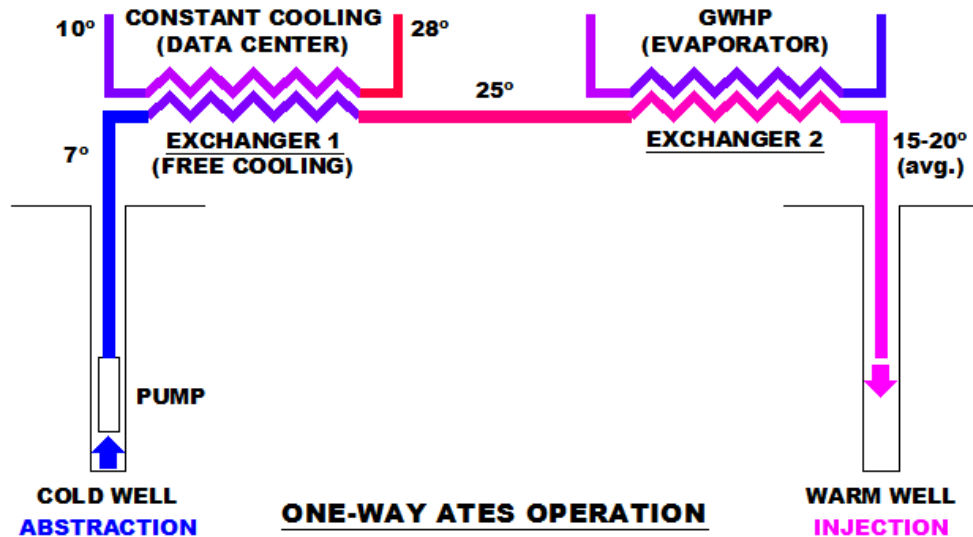 10º
CONSTANT COOLING
(DATA CENTER)
28º
GWHP
(EVAPORATOR)
25º
7º
EXCHANGER 1
(FREE COOLING)
EXCHANGER 2
15-20º
(avg.)
PUMP
COLD WELL
ABSTRACTION
ONE-WAY ATES OPERATION
WARM WELL
INJECTION